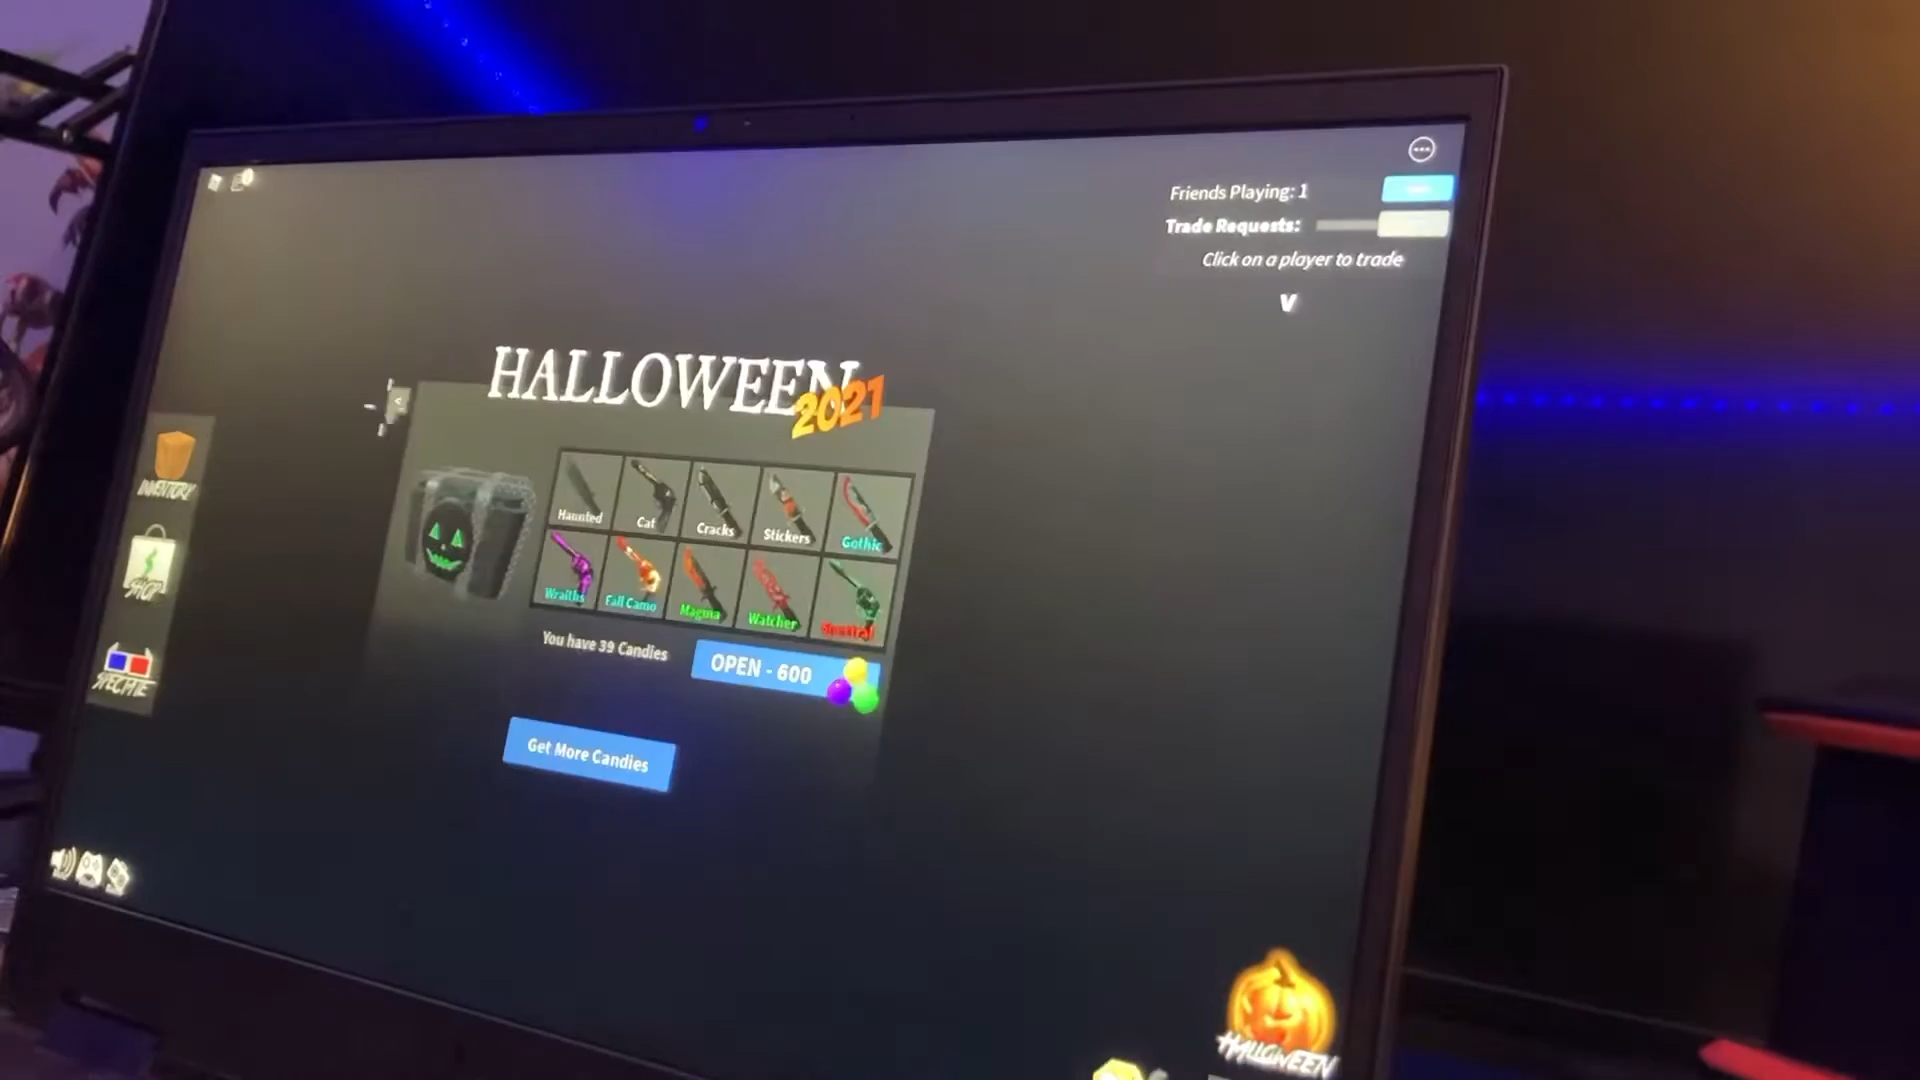 Friends Playing: 1
Trade Requests:
Click on a player to trade
V
HALLOWEEN
2021
<
INVENTORY
SHOP
Haunted
Cat
Cracks
Stickers
Gothic
Wraiths
Fall Camo
Magma
Watcher
Spectral
You have 39 Candies
OPEN - 600
Get More Candies
HALLOWEEN